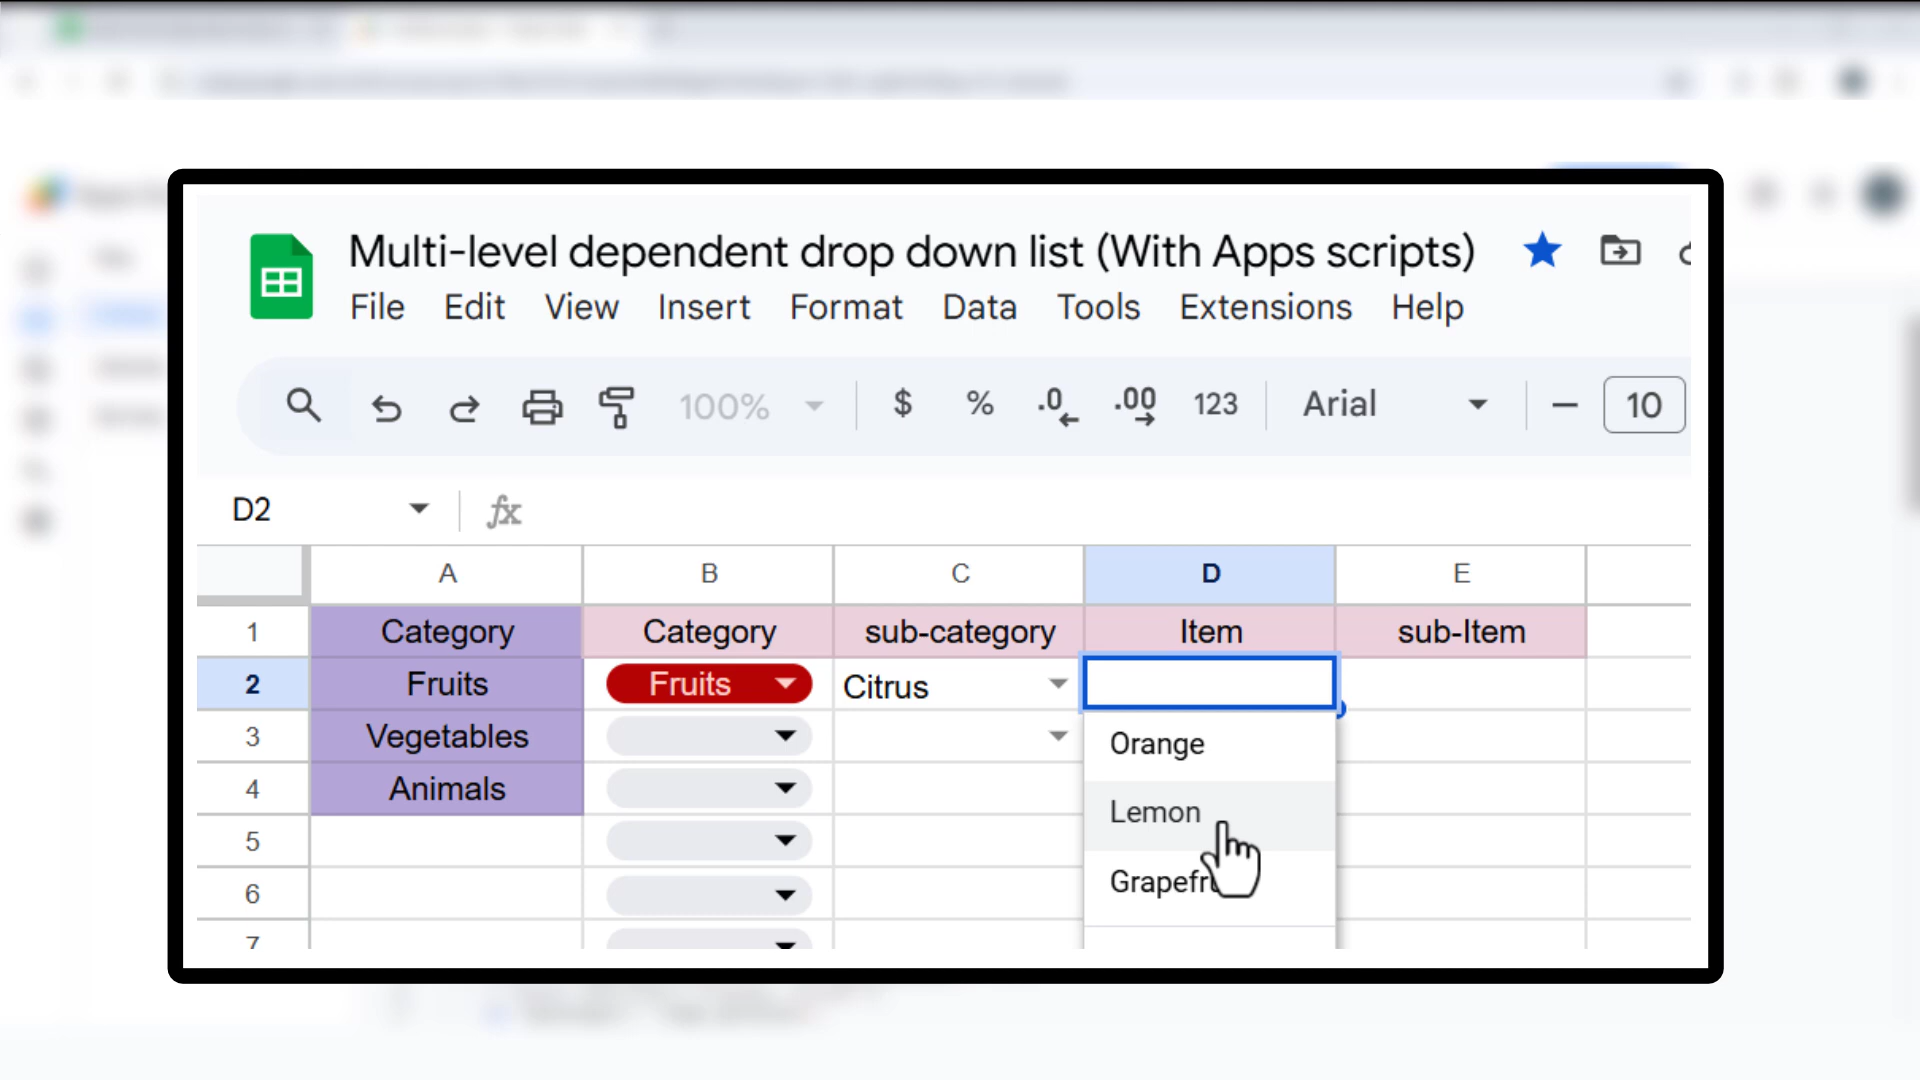 Multi-level dependent drop down list (With Apps scripts)
File Edit View Insert Format Data Tools Extensions Help
100% $ % .0 .00 123 Arial 10
D2 fx
A B C D E
1 Category Category sub-category Item sub-Item
2 Fruits Fruits Citrus
3 Vegetables Orange
4 Animals Lemon
5 Grapefru
6
7